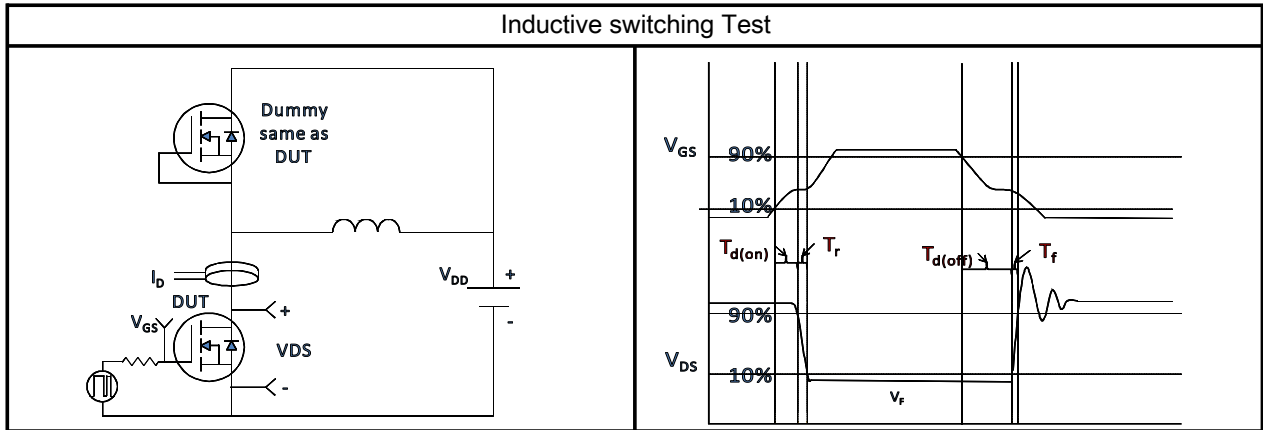 Inductive switching Test
Dummy
same as
DUT
I_D
DUT
V_GS
+
VDS
-
V_DD
+
-
V_GS
90%
10%
T_d(on)
T_r
T_d(off)
T_f
90%
V_DS
10%
V_F